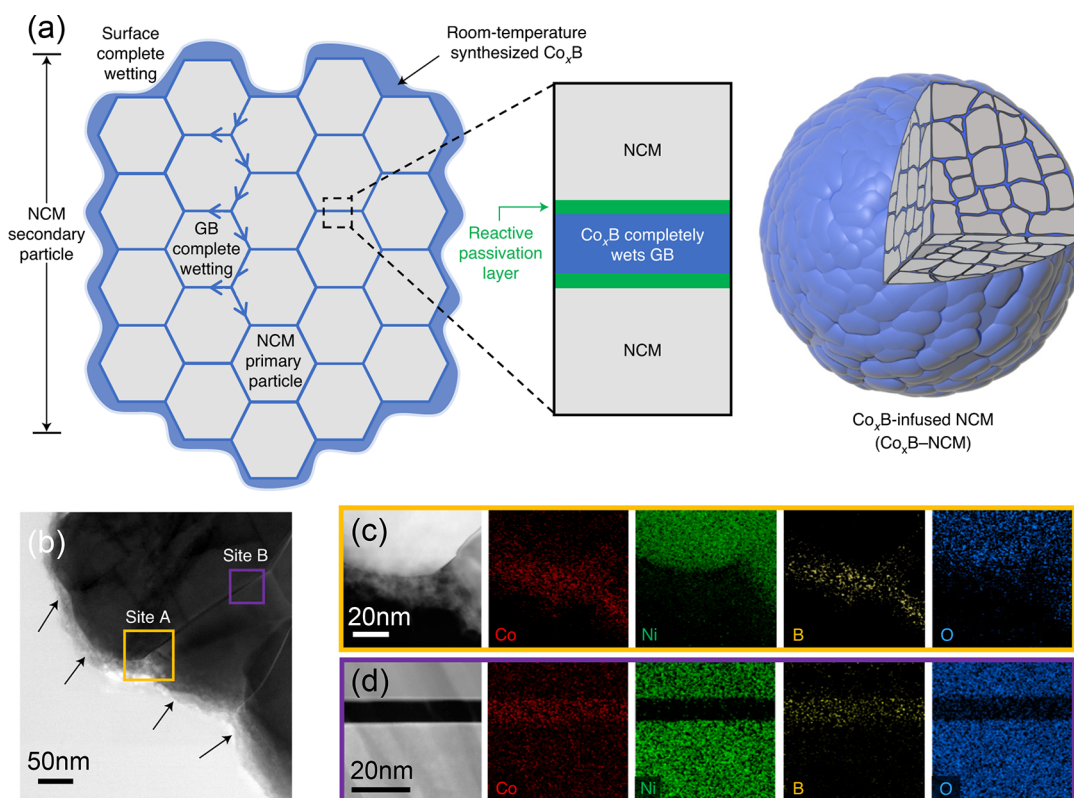 (a)
Surface
complete
wetting
Room-temperature
synthesized CoₓB
NCM
secondary
particle
GB
complete
wetting
NCM
primary
particle
NCM
Reactive
passivation
layer
CoₓB completely
wets GB
NCM
CoₓB-infused NCM
(CoₓB–NCM)
(b)
Site B
Site A
50nm
(c)
20nm
Co
Ni
B
O
(d)
20nm
Co
Ni
B
O